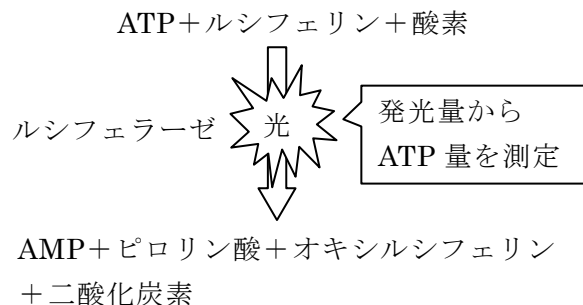 ATP＋ルシフェリン＋酸素
ルシフェラーゼ
光
発光量から
ATP 量を測定
AMP＋ピロリン酸＋オキシルシフェリン
＋二酸化炭素